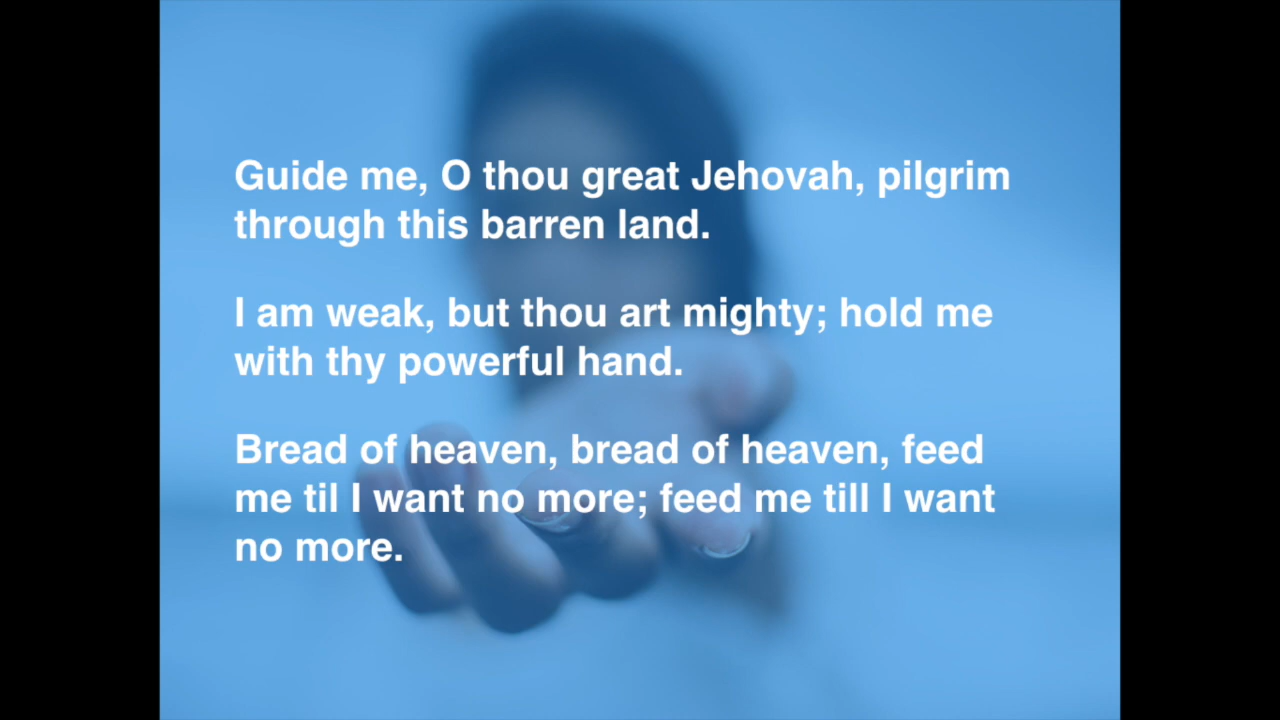 Guide me, O thou great Jehovah, pilgrim
through this barren land.
I am weak, but thou art mighty; hold me
with thy powerful hand.
Bread of heaven, bread of heaven, feed
me til I want no more; feed me till I want
no more.